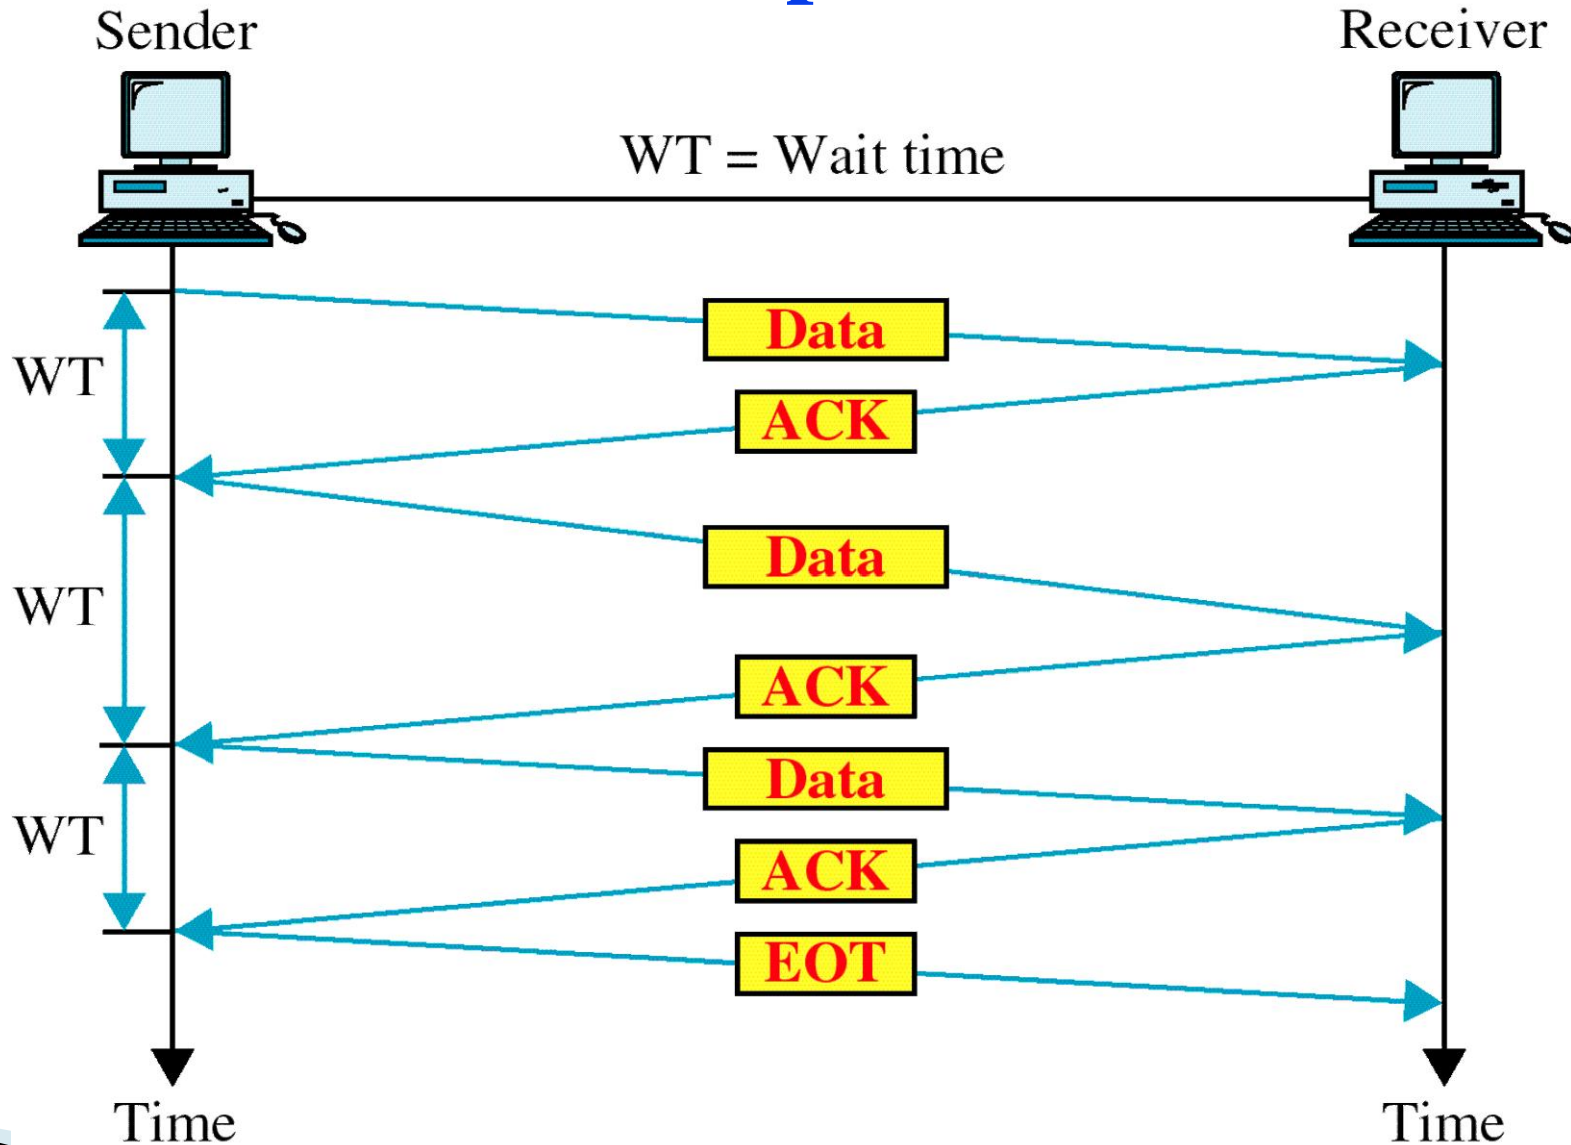 Sender
Receiver
WT = Wait time
Data
WT
ACK
Data
WT
ACK
Data
WT
ACK
EOT
Time
Time